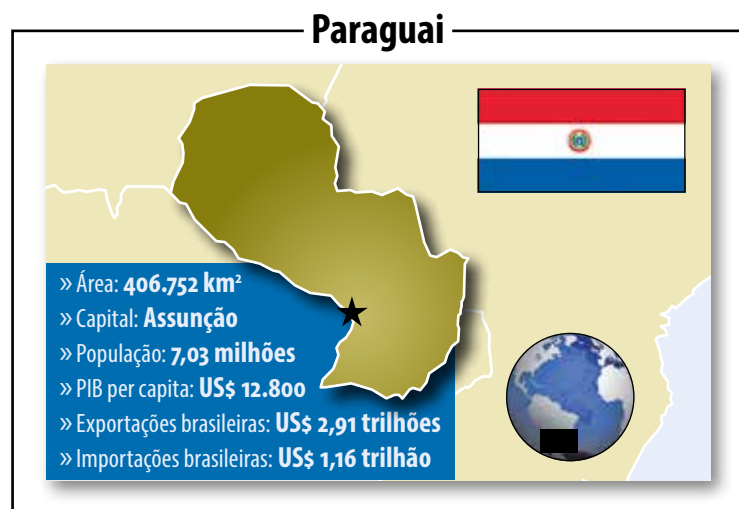 Paraguai
» Área: 406.752 km²
» Capital: Assunção
» População: 7,03 milhões
» PIB per capita: US$ 12.800
» Exportações brasileiras: US$ 2,91 trilhões
» Importações brasileiras: US$ 1,16 trilhão